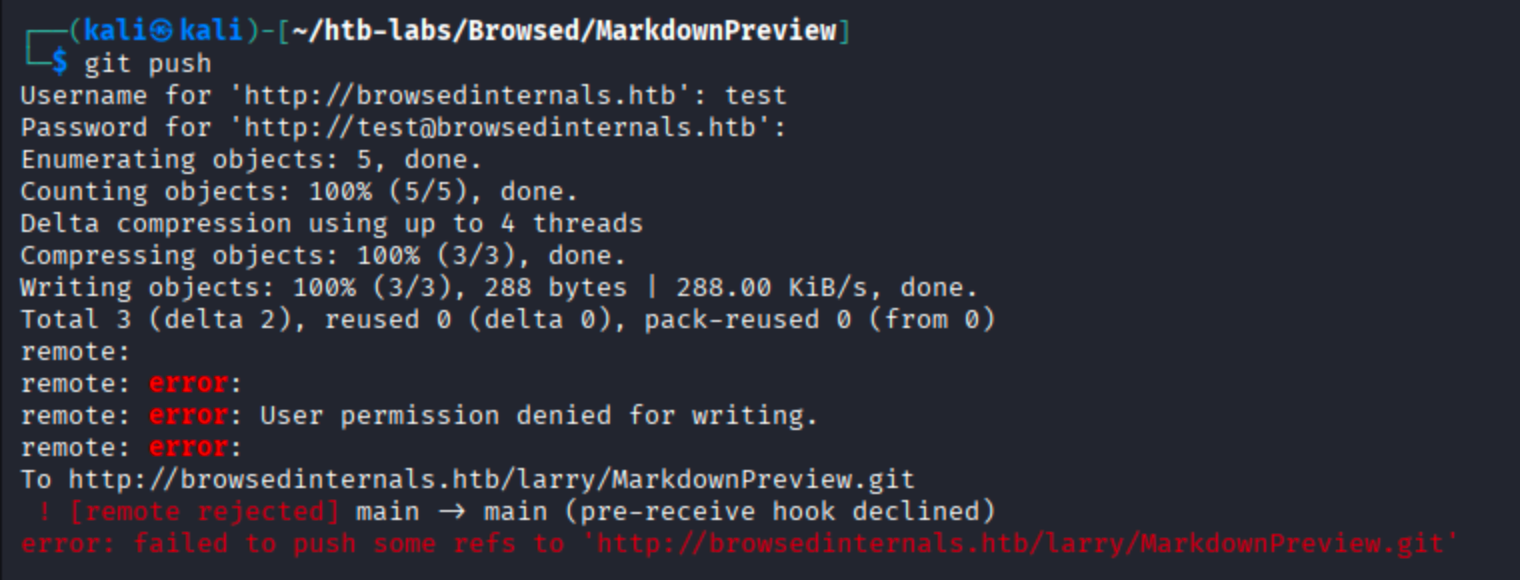 ┌──(kali㉿kali)-[~/htb-labs/Browsed/MarkdownPreview]
└─$ git push
Username for 'http://browsedinternals.htb': test
Password for 'http://test@browsedinternals.htb':
Enumerating objects: 5, done.
Counting objects: 100% (5/5), done.
Delta compression using up to 4 threads
Compressing objects: 100% (3/3), done.
Writing objects: 100% (3/3), 288 bytes | 288.00 KiB/s, done.
Total 3 (delta 2), reused 0 (delta 0), pack-reused 0 (from 0)
remote:
remote: error:
remote: error: User permission denied for writing.
remote: error:
To http://browsedinternals.htb/larry/MarkdownPreview.git
 ! [remote rejected] main → main (pre-receive hook declined)
error: failed to push some refs to 'http://browsedinternals.htb/larry/MarkdownPreview.git'